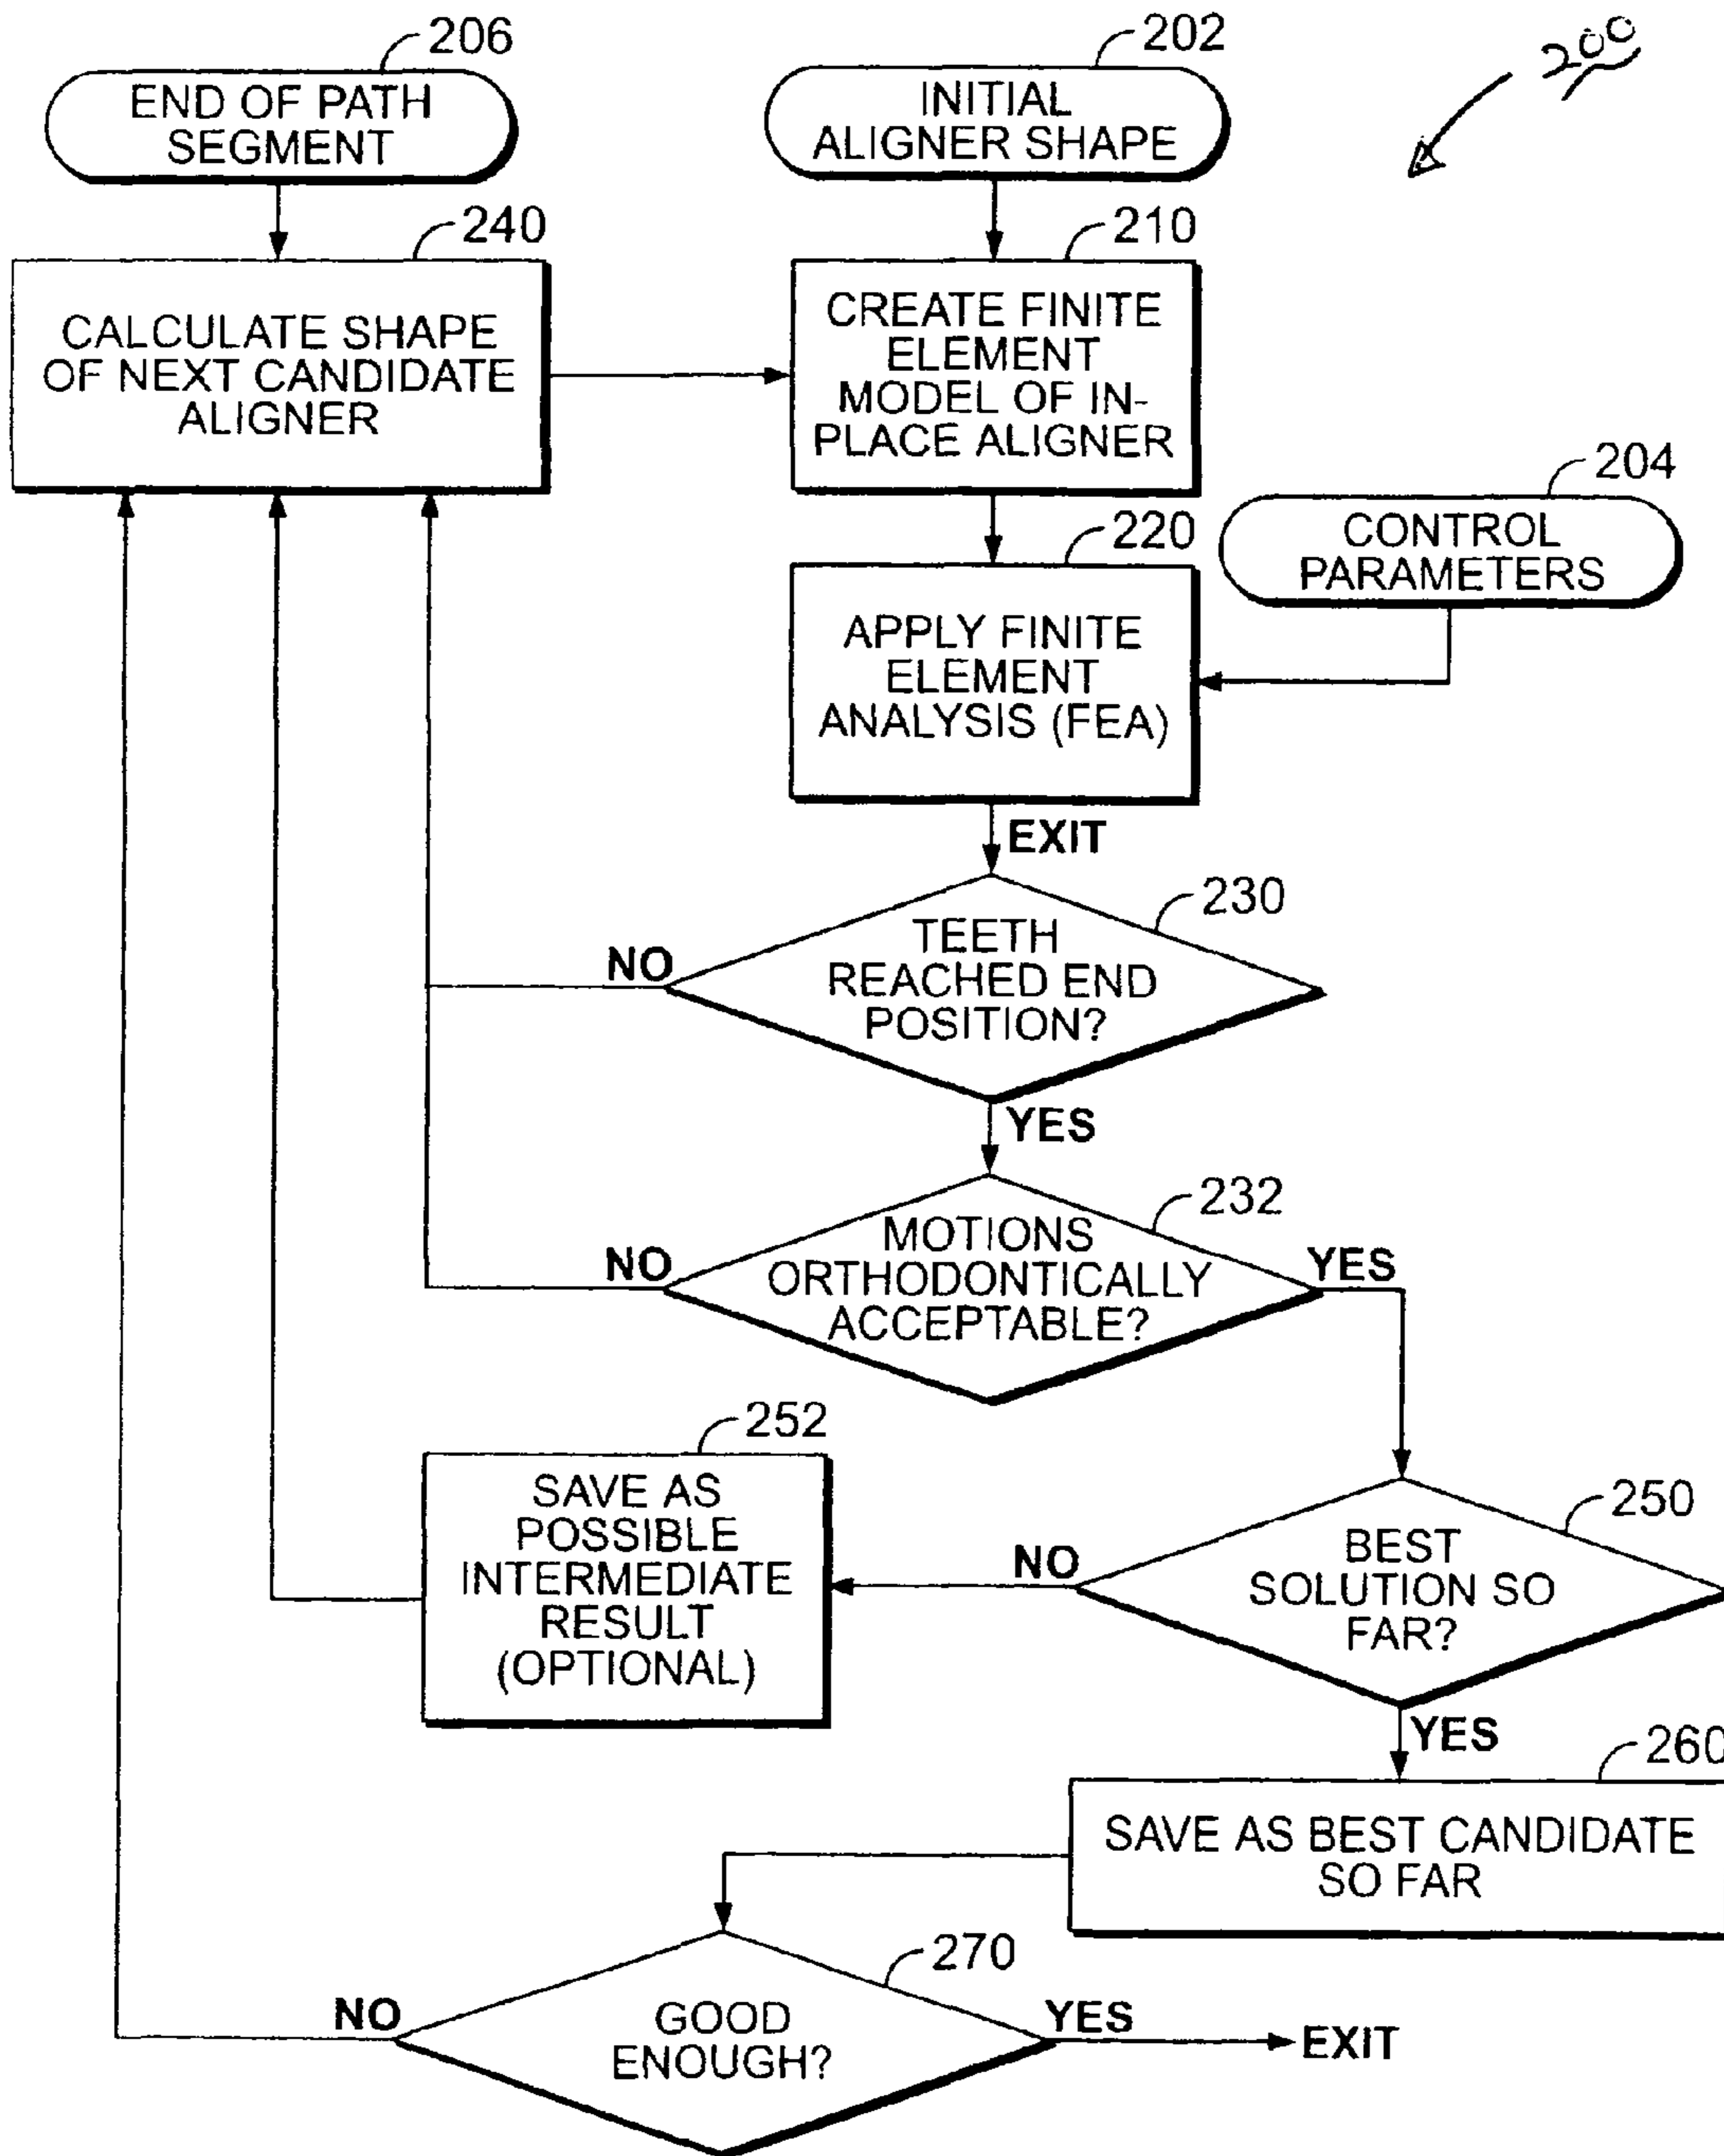 206
END OF PATH
SEGMENT
202
INITIAL
ALIGNER SHAPE
200
240
CALCULATE SHAPE
OF NEXT CANDIDATE
ALIGNER
210
CREATE FINITE
ELEMENT
MODEL OF IN-
PLACE ALIGNER
204
CONTROL
PARAMETERS
220
APPLY FINITE
ELEMENT
ANALYSIS (FEA)
EXIT
230
TEETH
REACHED END
POSITION?
NO
YES
232
MOTIONS
ORTHODONTICALLY
ACCEPTABLE?
NO
YES
252
SAVE AS
POSSIBLE
INTERMEDIATE
RESULT
(OPTIONAL)
250
BEST
SOLUTION SO
FAR?
NO
YES
260
SAVE AS BEST CANDIDATE
SO FAR
270
GOOD
ENOUGH?
NO
YES
EXIT